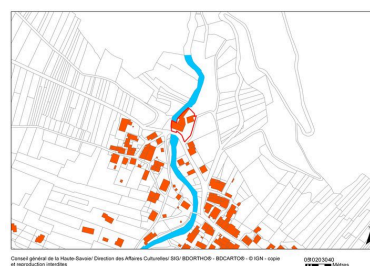 Conseil général de la Haute-Savoie/ Direction des Affaires Culturelles/ SIG/ BDORTHO® - BDCARTO® - © IGN - copie
et reproduction interdites
0510203040
Mètres